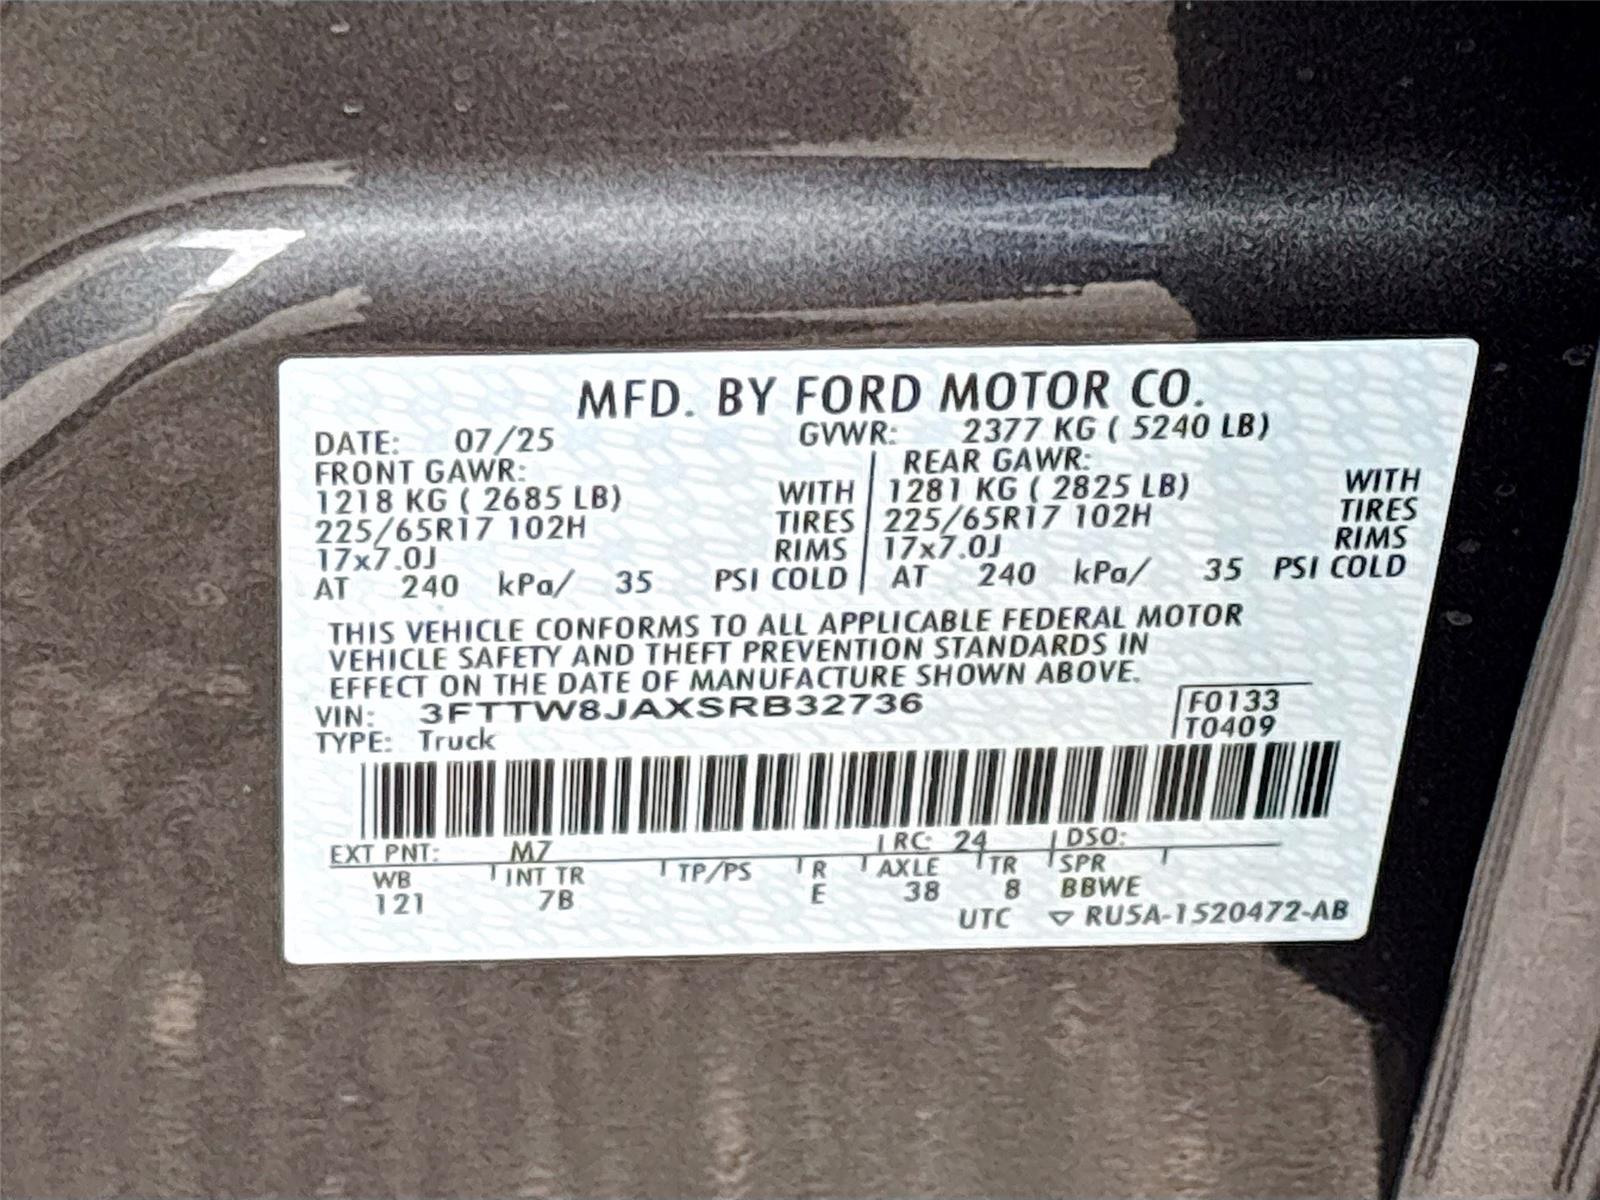 MFD. BY FORD MOTOR CO.
DATE: 07/25 GVWR: 2377 KG ( 5240 LB)
FRONT GAWR: REAR GAWR:
1218 KG ( 2685 LB) WITH 1281 KG ( 2825 LB) WITH
225/65R17 102H TIRES 225/65R17 102H TIRES
17x7.0J RIMS 17x7.0J RIMS
AT 240 kPa/ 35 PSI COLD AT 240 kPa/ 35 PSI COLD
THIS VEHICLE CONFORMS TO ALL APPLICABLE FEDERAL MOTOR
VEHICLE SAFETY AND THEFT PREVENTION STANDARDS IN
EFFECT ON THE DATE OF MANUFACTURE SHOWN ABOVE.
VIN: 3FTTW8JAXSRB32736 F0133
TYPE: Truck T0409
EXT PNT: M7 RC: 24 DSO:
WB INT TR TP/PS R AXLE TR SPR
121 7B E 38 8 BBWE
UTC ▽ RU5A-1520472-AB